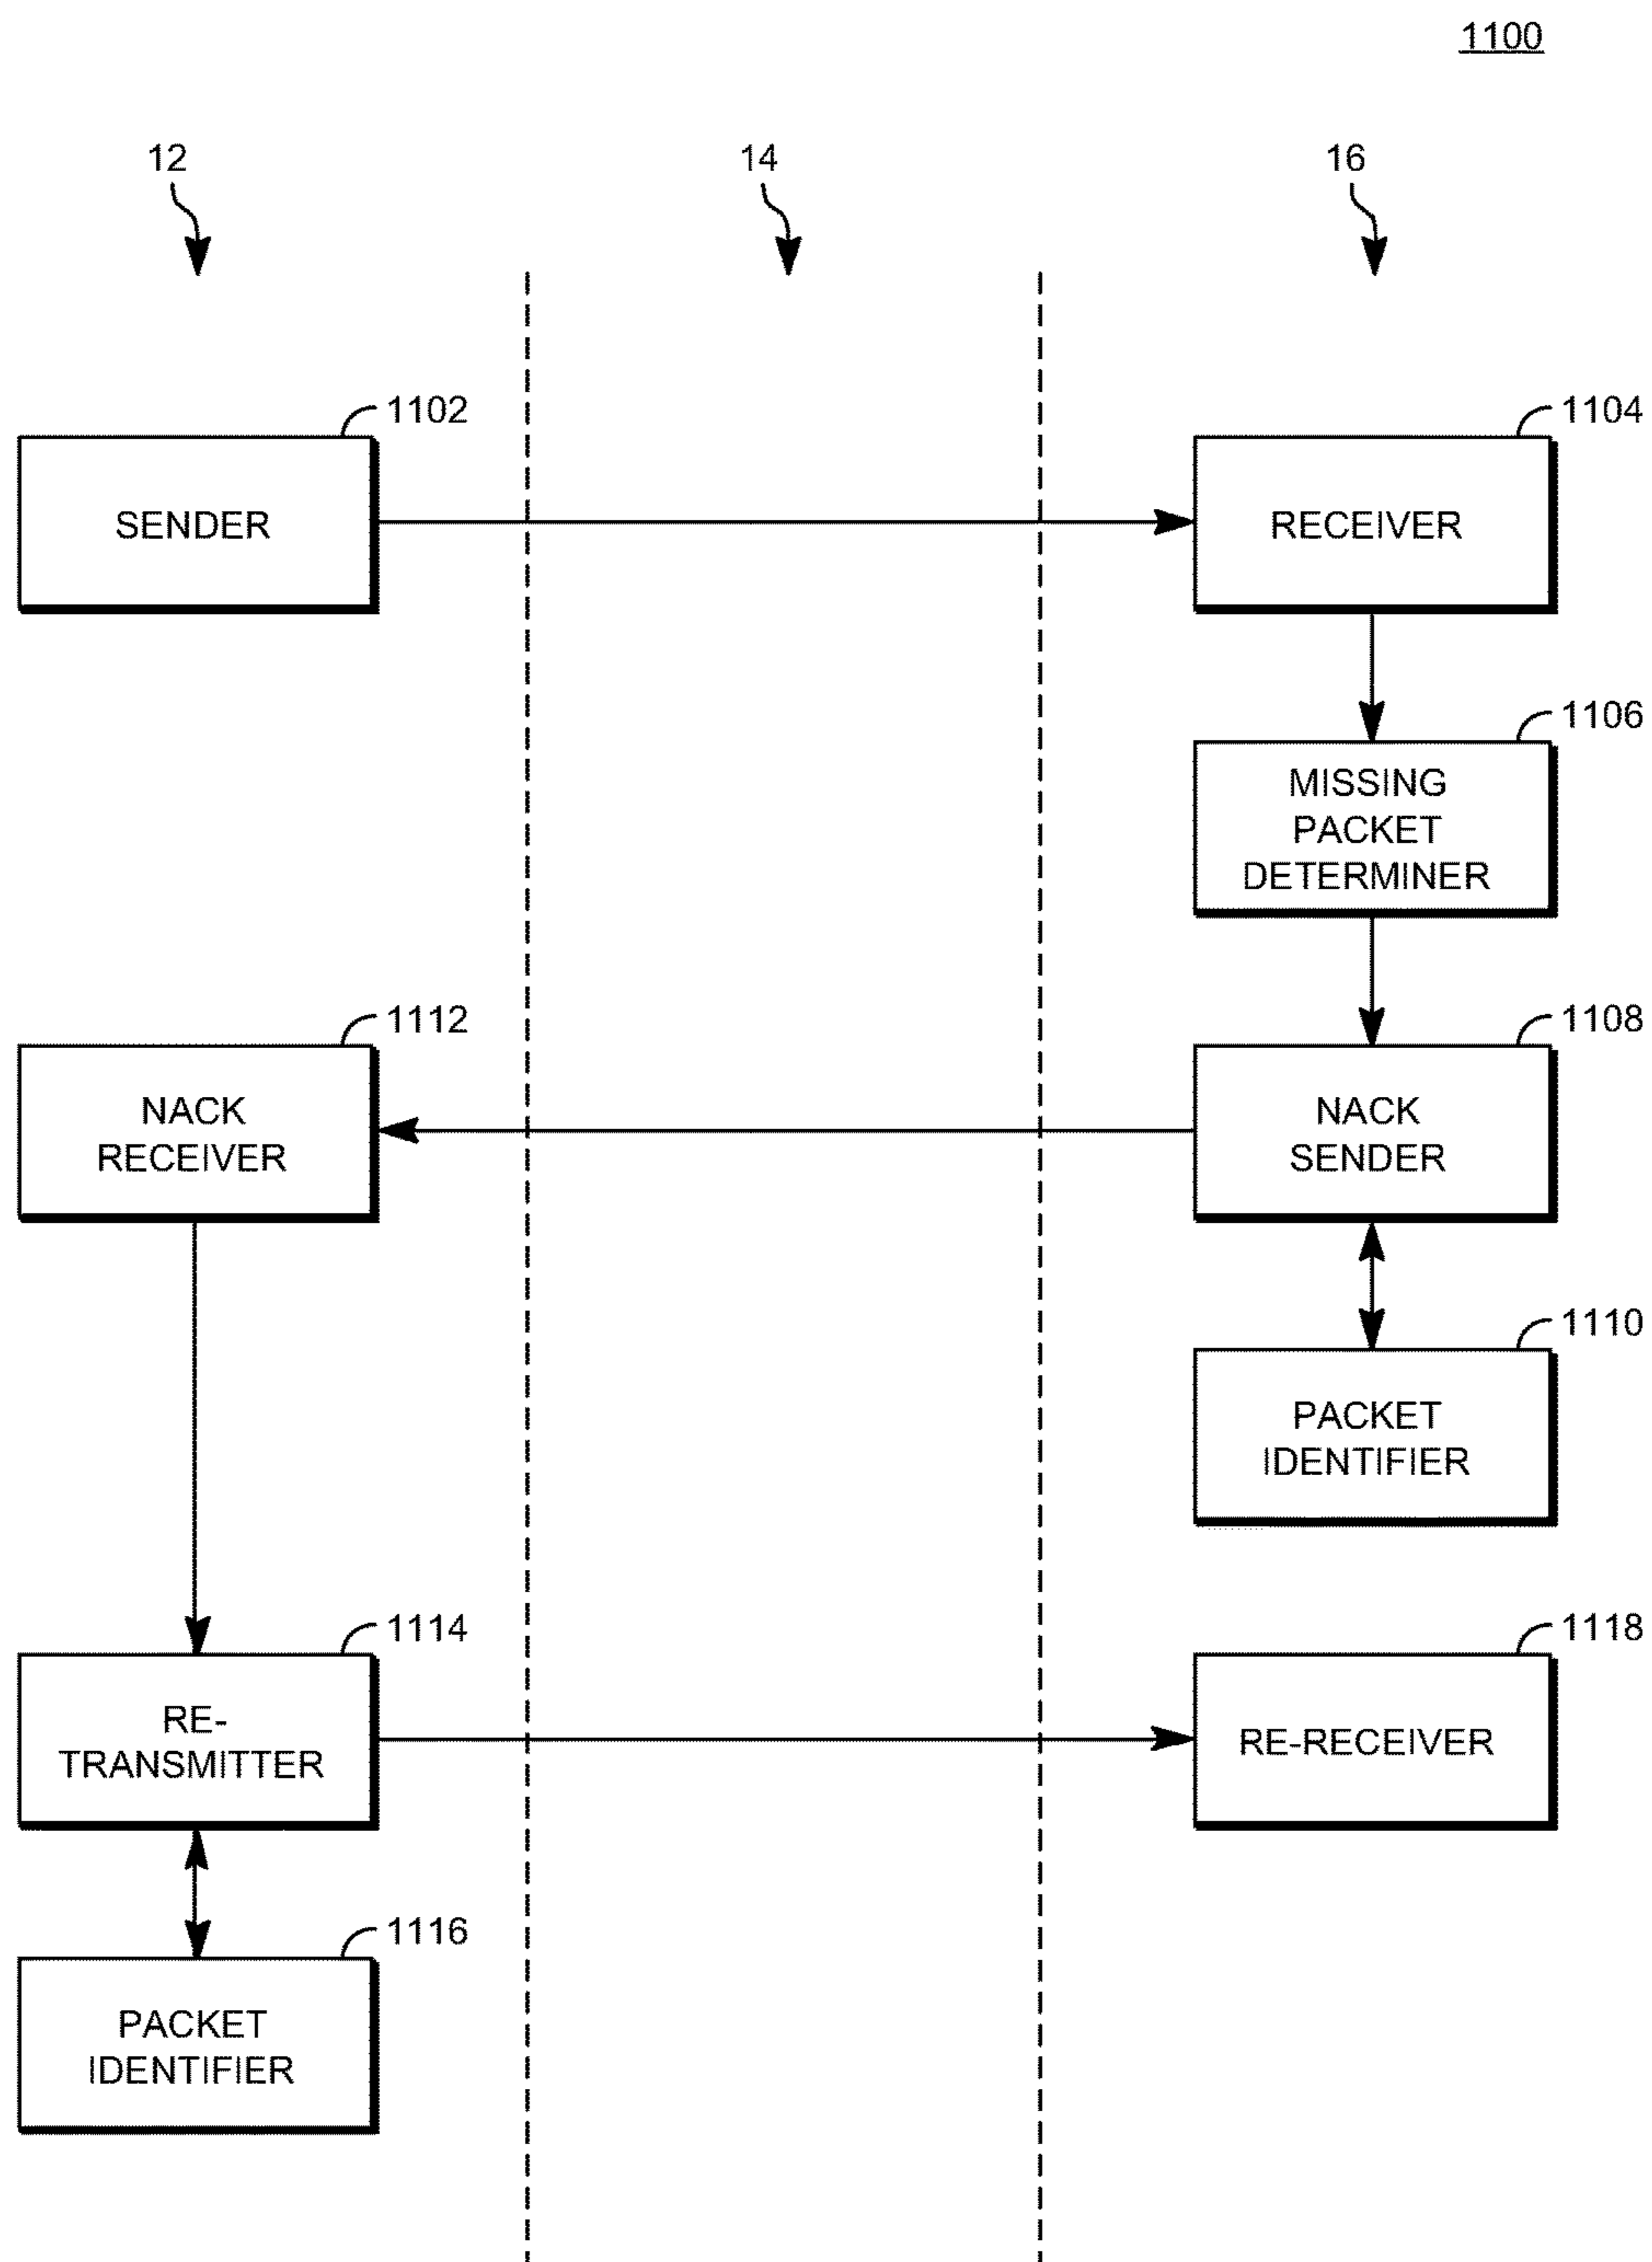 1100
12
14
16
1102
1104
SENDER
RECEIVER
1106
MISSING
PACKET
DETERMINER
1112
1108
NACK
RECEIVER
NACK
SENDER
1110
PACKET
IDENTIFIER
1114
1118
RE-
TRANSMITTER
RE-RECEIVER
1116
PACKET
IDENTIFIER